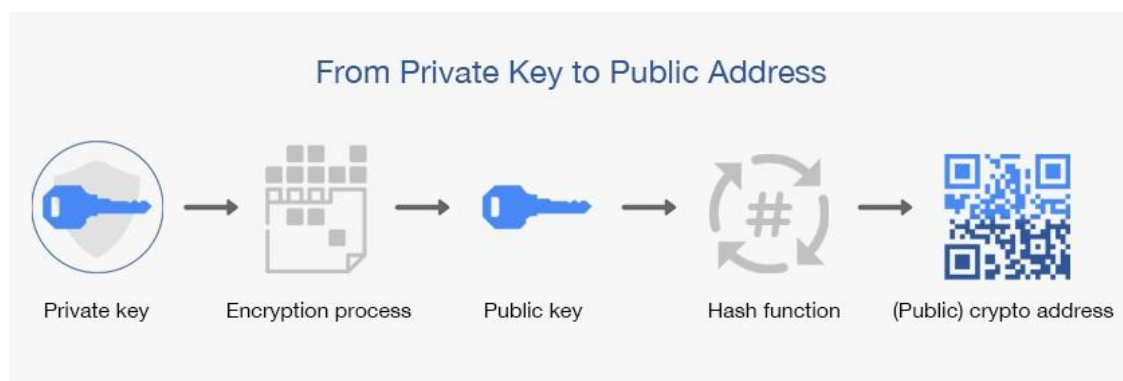 From Private Key to Public Address
Private key
Encryption process
Public key
#
Hash function
(Public) crypto address